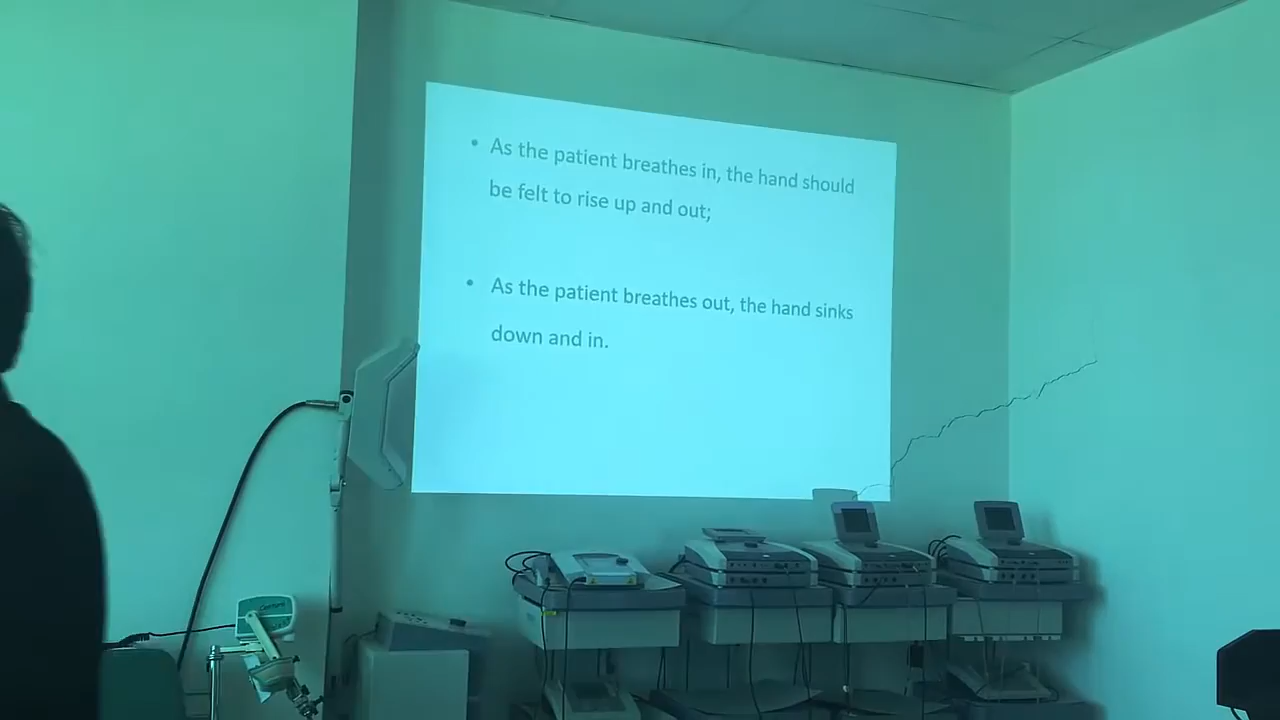 • As the patient breathes in, the hand should
be felt to rise up and out;
• As the patient breathes out, the hand sinks
down and in.